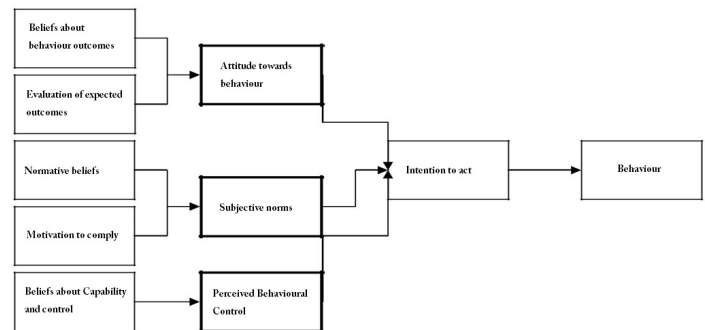 Beliefs about
behaviour outcomes
Evaluation of expected
outcomes
Attitude towards
behaviour
Normative beliefs
Motivation to comply
Subjective norms
Beliefs about Capability
and control
Perceived Behavioural
Control
Intention to act
Behaviour